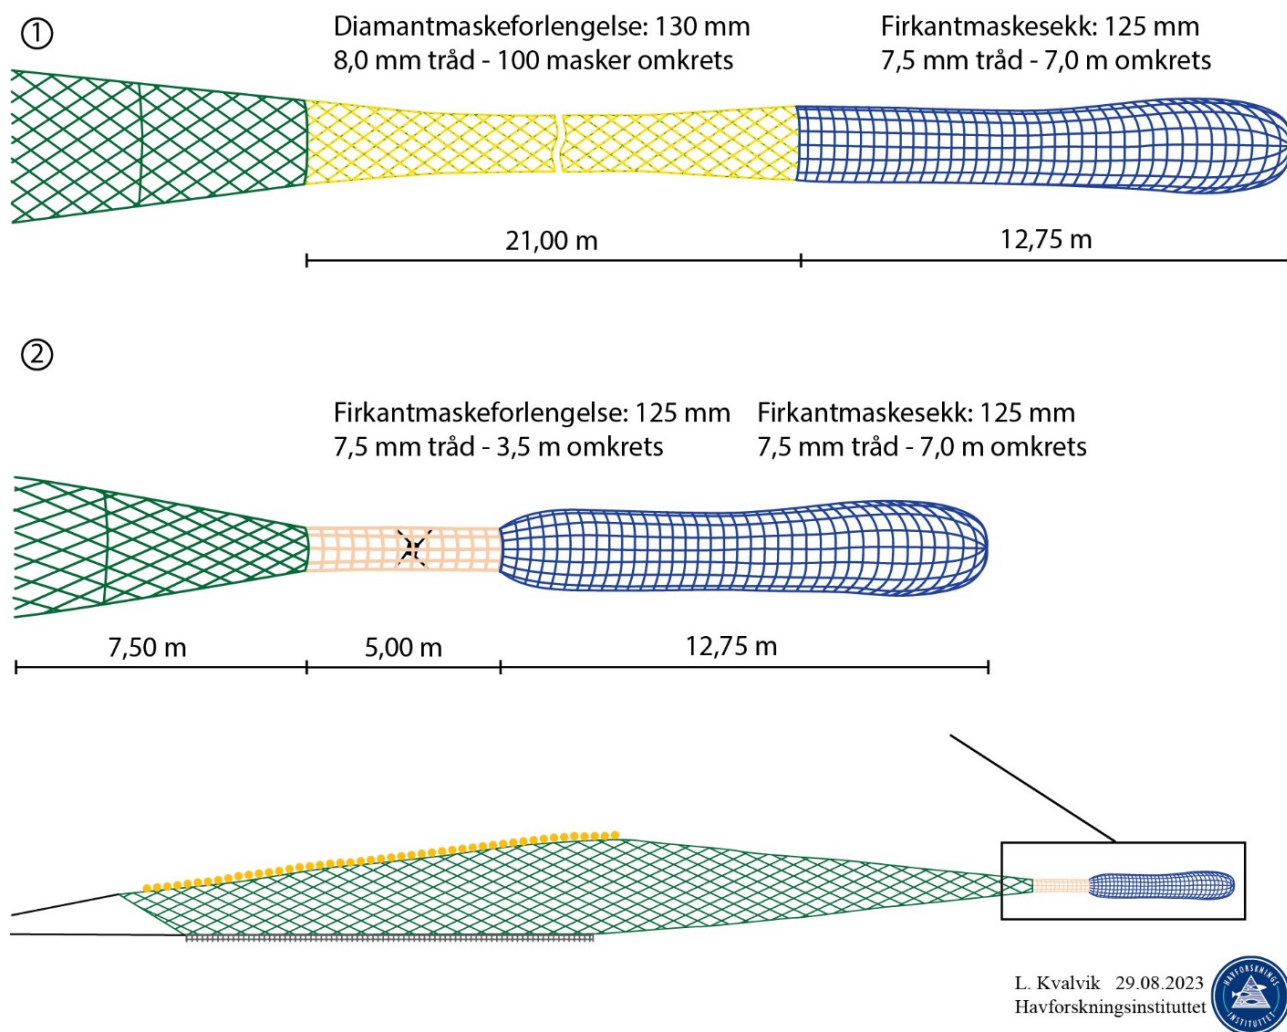 1
Diamantmaskeforlengelse: 130 mm
8,0 mm tråd - 100 masker omkrets
Firkantmaskesekk: 125 mm
7,5 mm tråd - 7,0 m omkrets
21,00 m
12,75 m
2
Firkantmaskeforlengelse: 125 mm
7,5 mm tråd - 3,5 m omkrets
Firkantmaskesekk: 125 mm
7,5 mm tråd - 7,0 m omkrets
7,50 m
5,00 m
12,75 m
L. Kvalvik 29.08.2023
Havforskningsinstituttet
HAVFORSKNINGS
INSTITUTTET